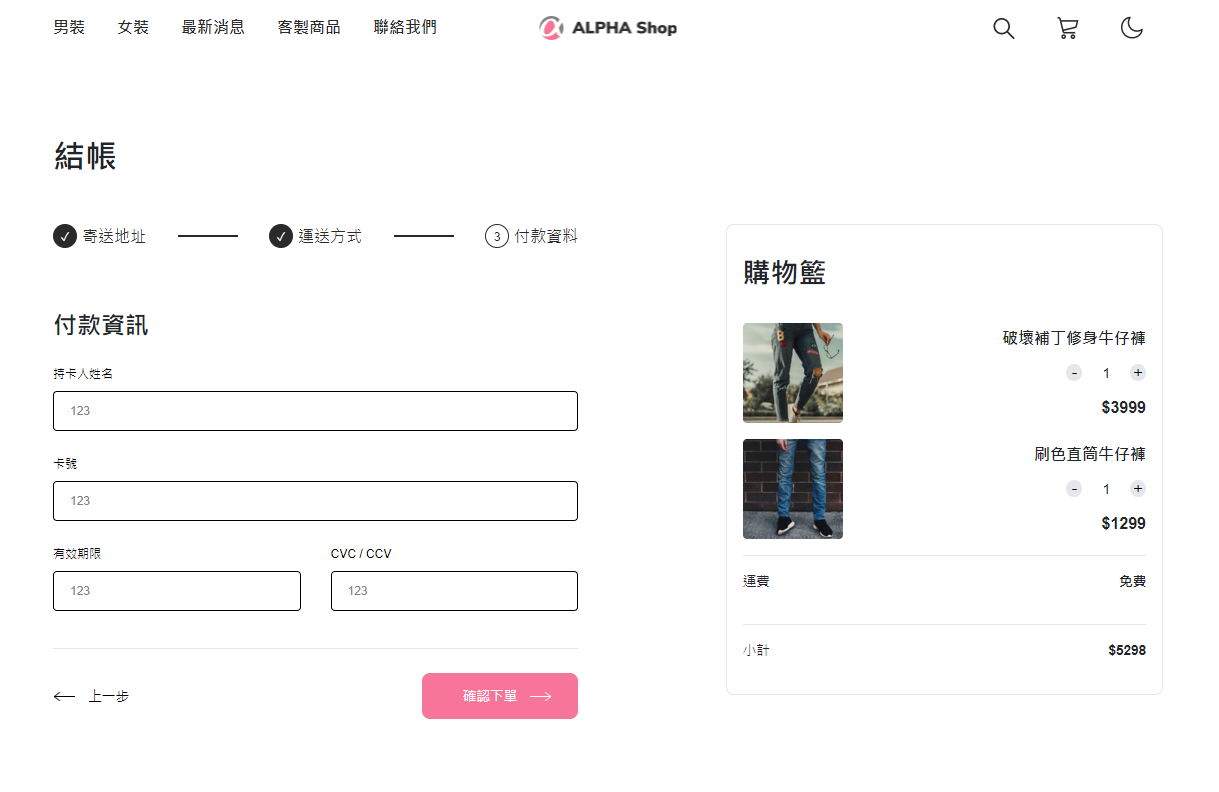 男裝 女裝 最新消息 客製商品 聯絡我們
ALPHA Shop
結帳
寄送地址 運送方式 3 付款資料
付款資訊
持卡人姓名
123
卡號
123
有效期限 CVC / CCV
123 123
上一步 確認下單
購物籃
破壞補丁修身牛仔褲
- 1 +
$3999
刷色直筒牛仔褲
- 1 +
$1299
運費 免費
小計 $5298